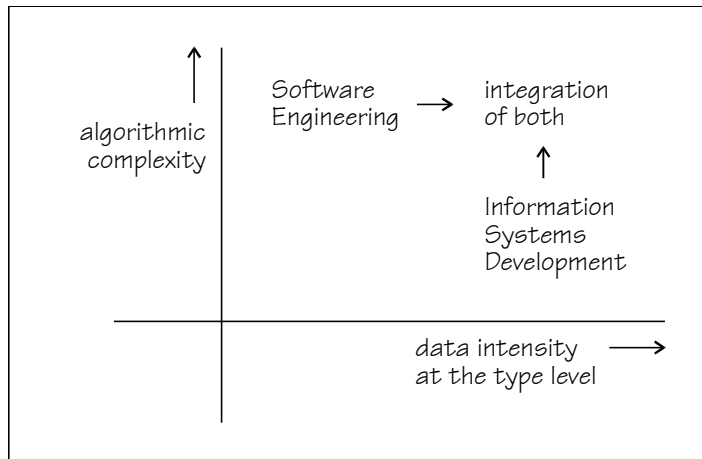 algorithmic
complexity
Software
Engineering
integration
of both
Information
Systems
Development
data intensity
at the type level